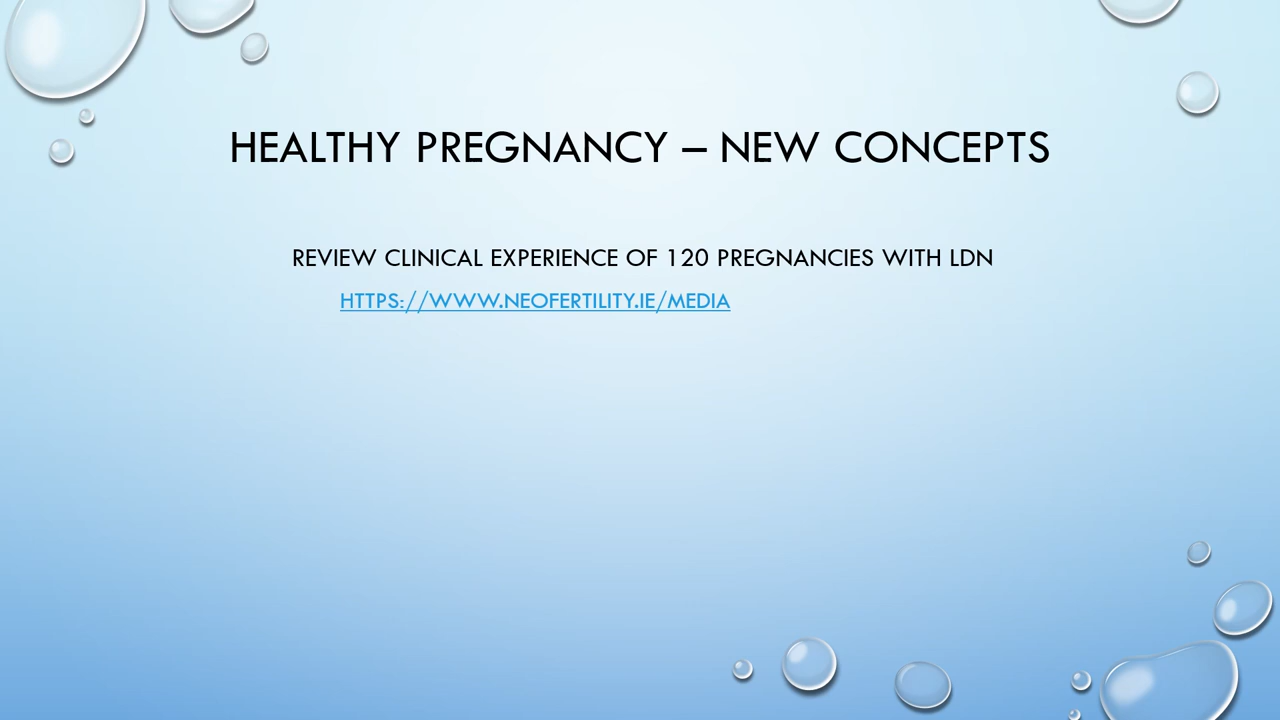 HEALTHY PREGNANCY – NEW CONCEPTS
REVIEW CLINICAL EXPERIENCE OF 120 PREGNANCIES WITH LDN
HTTPS://WWW.NEOFERTILITY.IE/MEDIA